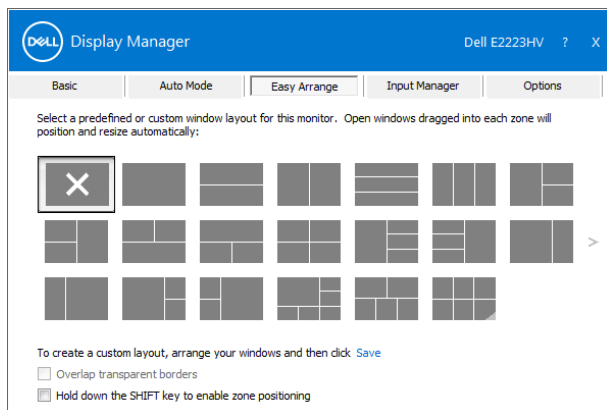 DELL Display Manager Dell E2223HV ? X
Basic Auto Mode Easy Arrange Input Manager Options
Select a predefined or custom window layout for this monitor. Open windows dragged into each zone will
position and resize automatically:
>
To create a custom layout, arrange your windows and then click Save
Overlap transparent borders
Hold down the SHIFT key to enable zone positioning